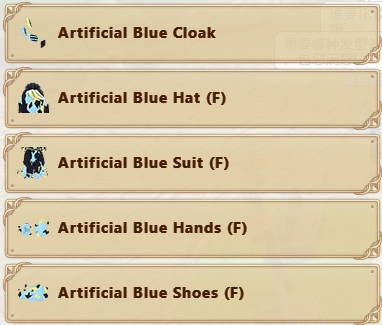 Artificial Blue Cloak
Artificial Blue Hat (F)
Artificial Blue Suit (F)
Artificial Blue Hands (F)
Artificial Blue Shoes (F)